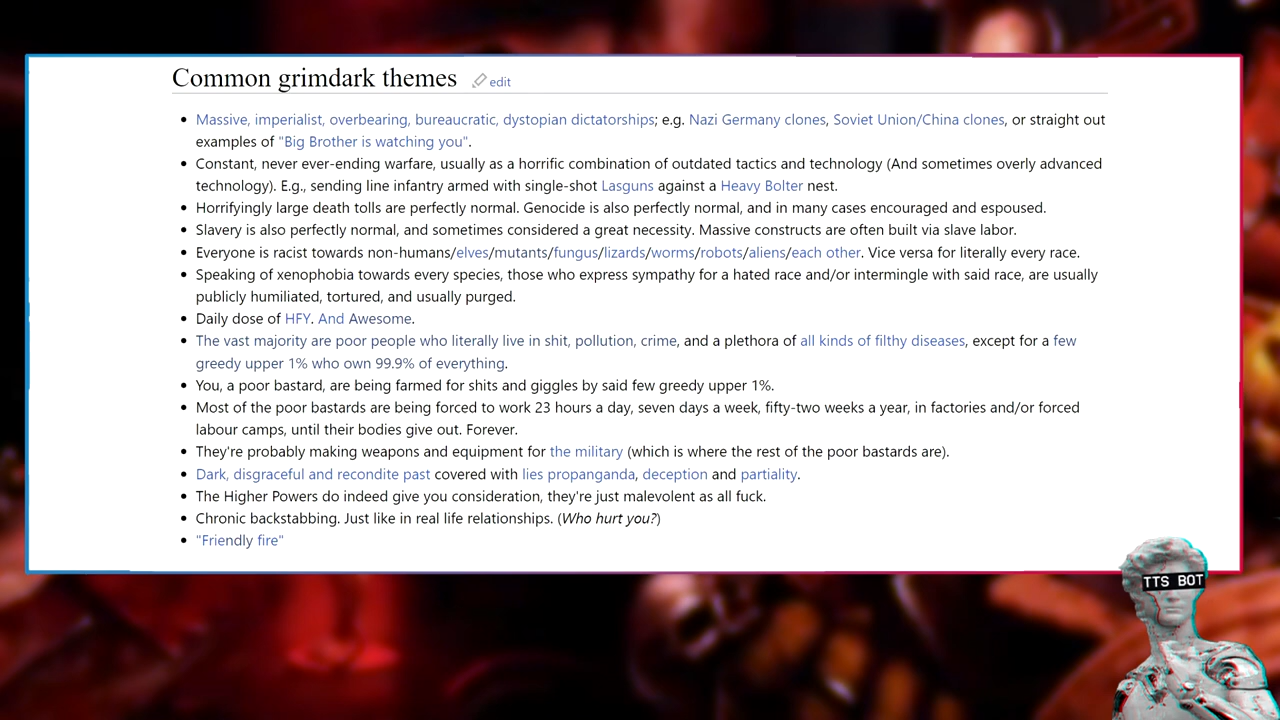 Common grimdark themes edit
Massive, imperialist, overbearing, bureaucratic, dystopian dictatorships; e.g. Nazi Germany clones, Soviet Union/China clones, or straight out
examples of "Big Brother is watching you".
Constant, never ever-ending warfare, usually as a horrific combination of outdated tactics and technology (And sometimes overly advanced
technology). E.g., sending line infantry armed with single-shot Lasguns against a Heavy Bolter nest.
Horrifyingly large death tolls are perfectly normal. Genocide is also perfectly normal, and in many cases encouraged and espoused.
Slavery is also perfectly normal, and sometimes considered a great necessity. Massive constructs are often built via slave labor.
Everyone is racist towards non-humans/elves/mutants/fungus/lizards/worms/robots/aliens/each other. Vice versa for literally every race.
Speaking of xenophobia towards every species, those who express sympathy for a hated race and/or intermingle with said race, are usually
publicly humiliated, tortured, and usually purged.
Daily dose of HFY. And Awesome.
The vast majority are poor people who literally live in shit, pollution, crime, and a plethora of all kinds of filthy diseases, except for a few
greedy upper 1% who own 99.9% of everything.
You, a poor bastard, are being farmed for shits and giggles by said few greedy upper 1%.
Most of the poor bastards are being forced to work 23 hours a day, seven days a week, fifty-two weeks a year, in factories and/or forced
labour camps, until their bodies give out. Forever.
They're probably making weapons and equipment for the military (which is where the rest of the poor bastards are).
Dark, disgraceful and recondite past covered with lies propaganda, deception and partiality.
The Higher Powers do indeed give you consideration, they're just malevolent as all fuck.
Chronic backstabbing. Just like in real life relationships. (Who hurt you?)
"Friendly fire"
TTS BOT